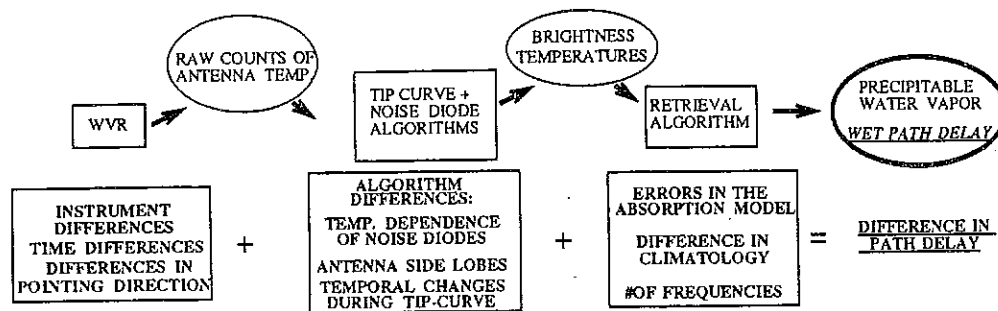 WVR
RAW COUNTS OF
ANTENNA TEMP.
TIP CURVE +
NOISE DIODE
ALGORITHMS
BRIGHTNESS
TEMPERATURES
RETRIEVAL
ALGORITHM
PRECIPITABLE
WATER VAPOR
WET PATH DELAY
INSTRUMENT
DIFFERENCES
TIME DIFFERENCES
DIFFERENCES IN
POINTING DIRECTION
+
ALGORITHM
DIFFERENCES:
TEMP. DEPENDENCE
OF NOISE DIODES
ANTENNA SIDE LOBES
TEMPORAL CHANGES
DURING TIP-CURVE
+
ERRORS IN THE
ABSORPTION MODEL
DIFFERENCE IN
CLIMATOLOGY
#OF FREQUENCIES
=
DIFFERENCE IN
PATH DELAY